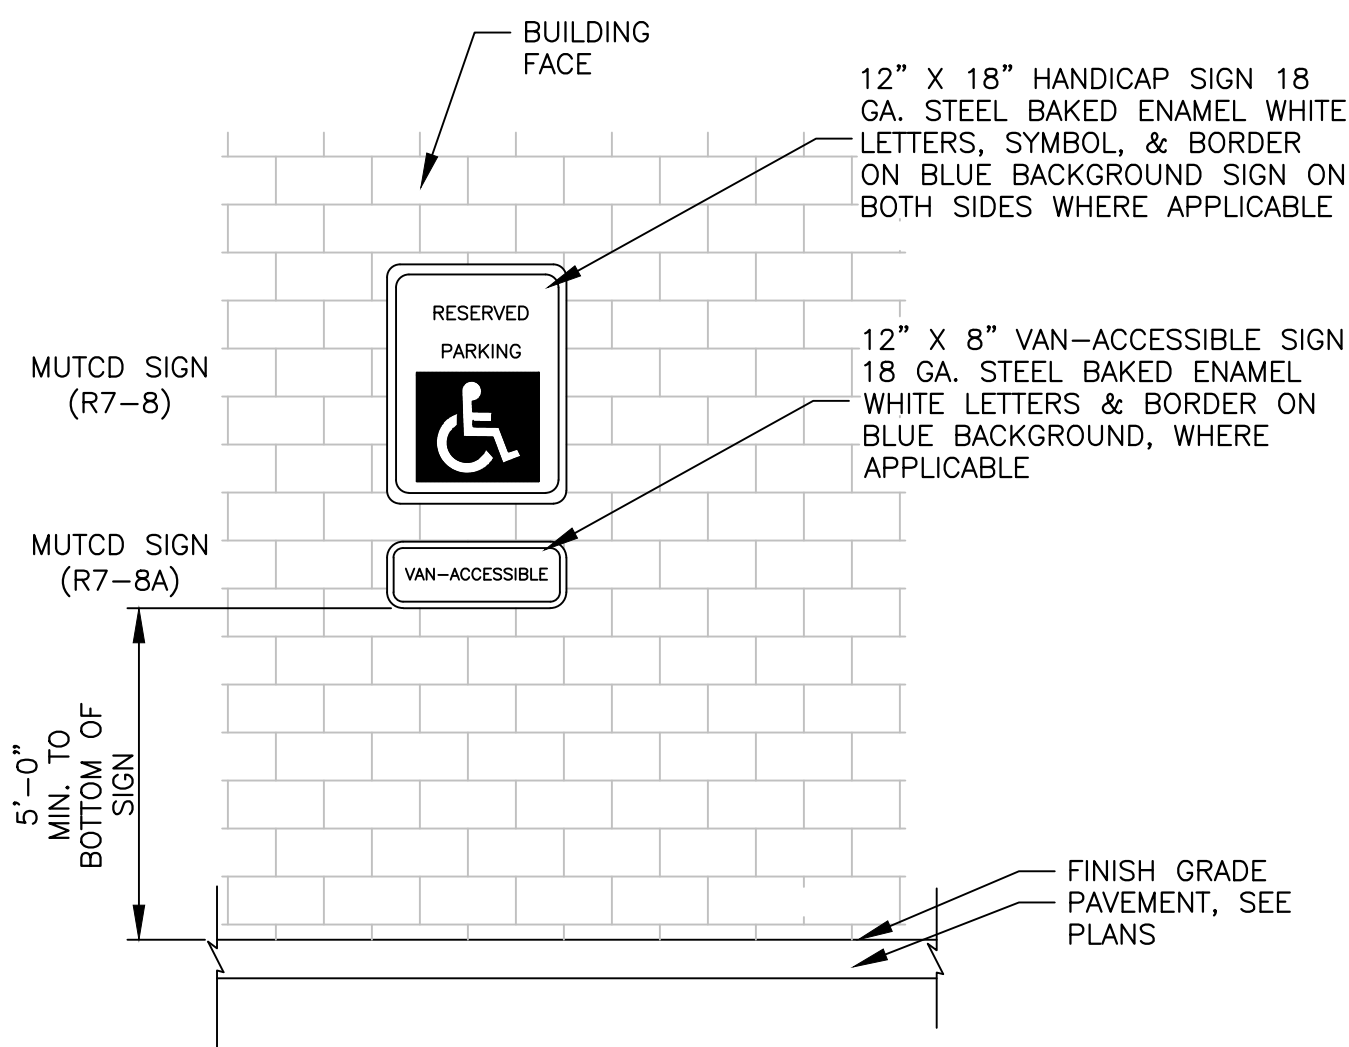 BUILDING
FACE
12” X 18” HANDICAP SIGN 18
GA. STEEL BAKED ENAMEL WHITE
LETTERS, SYMBOL, & BORDER
ON BLUE BACKGROUND SIGN ON
BOTH SIDES WHERE APPLICABLE
RESERVED
PARKING
MUTCD SIGN
(R7-8)
12” X 8” VAN-ACCESSIBLE SIGN
18 GA. STEEL BAKED ENAMEL
WHITE LETTERS & BORDER ON
BLUE BACKGROUND, WHERE
APPLICABLE
MUTCD SIGN
(R7-8A)
VAN-ACCESSIBLE
5'-0”
MIN. TO
BOTTOM OF
SIGN
FINISH GRADE
PAVEMENT, SEE
PLANS